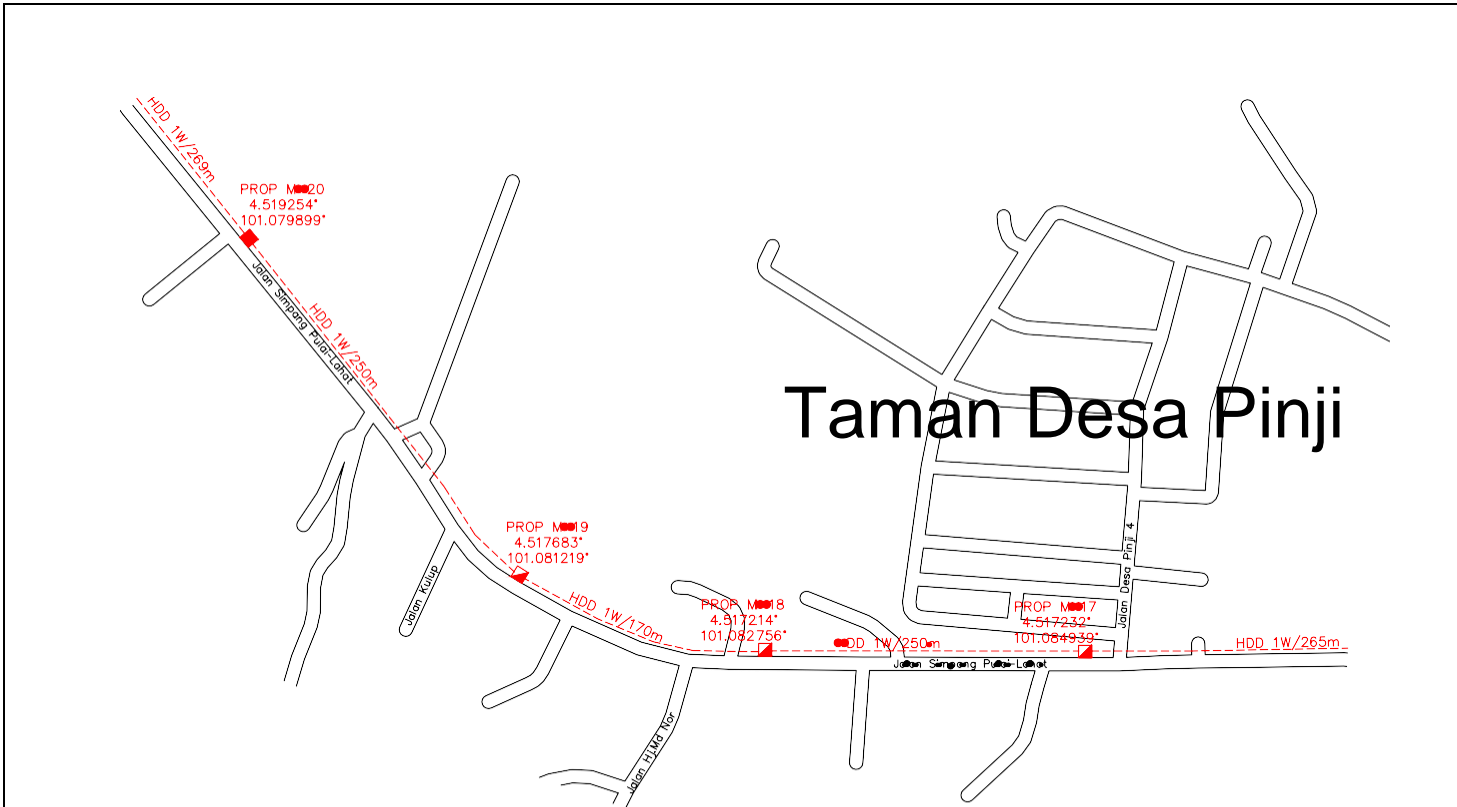 HDD 1W/269m
PROP
4.519254°
101.079899°
Jalan Simpang Pulai-Lahat
HDD 1W/250m
Taman Desa Pinji
PROP
4.517683°
101.081219°
Jalan Kulup
HDD 1W/170m
PROP
4.517214°
101.082756°
1W/250m
Jalan Simpang Pulai-Lahat
PROP
4.517232°
101.084939°
Jalan Desa Pinji 4
HDD 1W/265m
Jalan Hj.Md Nor